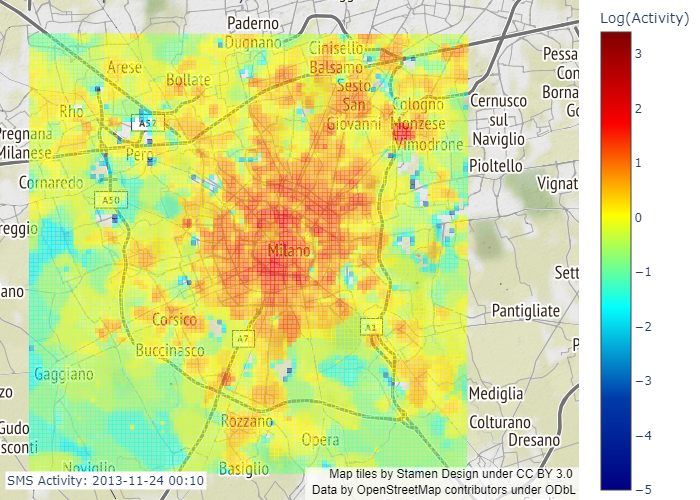 Log(Activity)
3
2
1
0
−1
−2
−3
−4
−5
Paderno
Dugnano
Cinisello
Balsamo
Arese
Bollate
Sesto
San
Giovanni
Rho
Cologno
Monzese
Vimodrone
A52
Pero
Pregnana
Milanese
Cernusco
sul
Naviglio
Pessa
Con
Borna
Go
Pioltello
Vignat
Cornaredo
A50
reggio
Milano
Sett
ano
Pantigliate
Corsico
A7
A1
Buccinasco
P
Gaggiano
Mediglia
zo
Rozzano
Colturano
Gudo
sconti
Opera
Dresano
Noviglio
Basiglio
SMS Activity: 2013-11-24 00:10
Map tiles by Stamen Design under CC BY 3.0
Data by OpenStreetMap contributors under ODbL